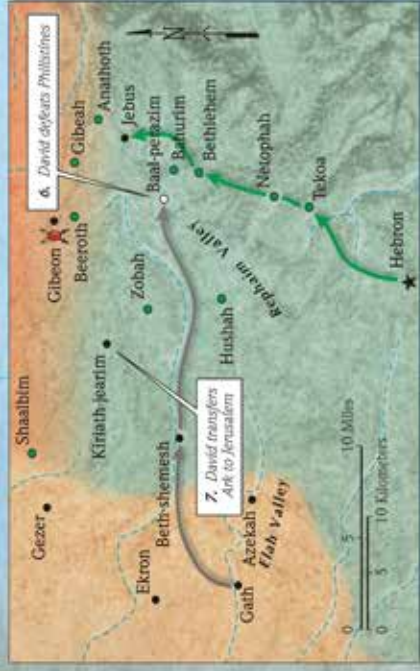 Shaalbim
Gezer
Gibeon
Beeroth
Gibeah
Anathoth
6. David defeats Philistines
Kiriath-jearim
Jebus
Ekron
Zobah
Baal-perazim
Bahurim
Beth-shemesh
Bethlehem
7. David transfers
Ark to Jerusalem
Hushah
Rephaim Valley
Netophah
Gath
Azekah
Elah Valley
Tekoa
Hebron
0 5 10 Miles
0 5 10 Kilometers
N